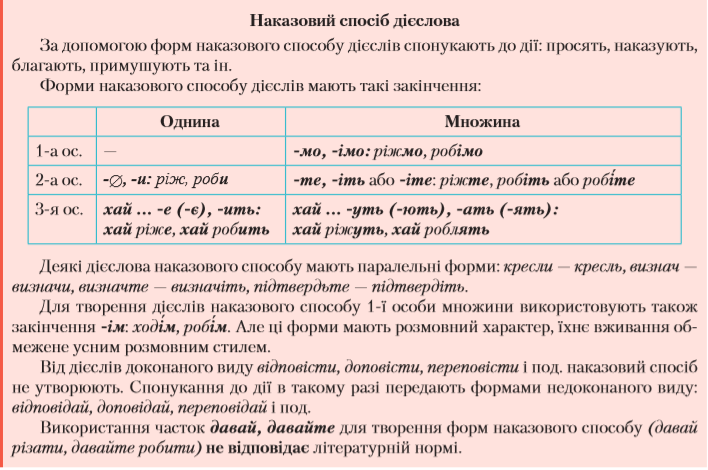 Наказовий спосіб дієслова
За допомогою форм наказового способу дієслів спонукають до дії: просять, наказують,
благають, примушують та ін.
Форми наказового способу дієслів мають такі закінчення:
Однина Множина
1-а ос. — -мо, -імо: ріжмо, робімо
2-а ос. -∅, -и: ріж, роби -те, -іть або -іте: ріжте, робіть або робі́те
3-я ос. хай ... -е (-є), -ить: хай ... -уть (-ють), -ать (-ять):
хай ріже, хай робить хай ріжуть, хай роблять
Деякі дієслова наказового способу мають паралельні форми: кресли — кресль, визнач —
визначи, визначте — визначіть, підтвердьте — підтвердіть.
Для творення дієслів наказового способу 1-ї особи множини використовують також
закінчення -ім: ході́м, робі́м. Але ці форми мають розмовний характер, їхнє вживання об-
межене усним розмовним стилем.
Від дієслів доконаного виду відповісти, доповісти, переповісти і под. наказовий спосіб
не утворюють. Спонукання до дії в такому разі передають формами недоконаного виду:
відповідай, доповідай, переповідай і под.
Використання часток давай, давайте для творення форм наказового способу (давай
різати, давайте робити) не відповідає літературній нормі.